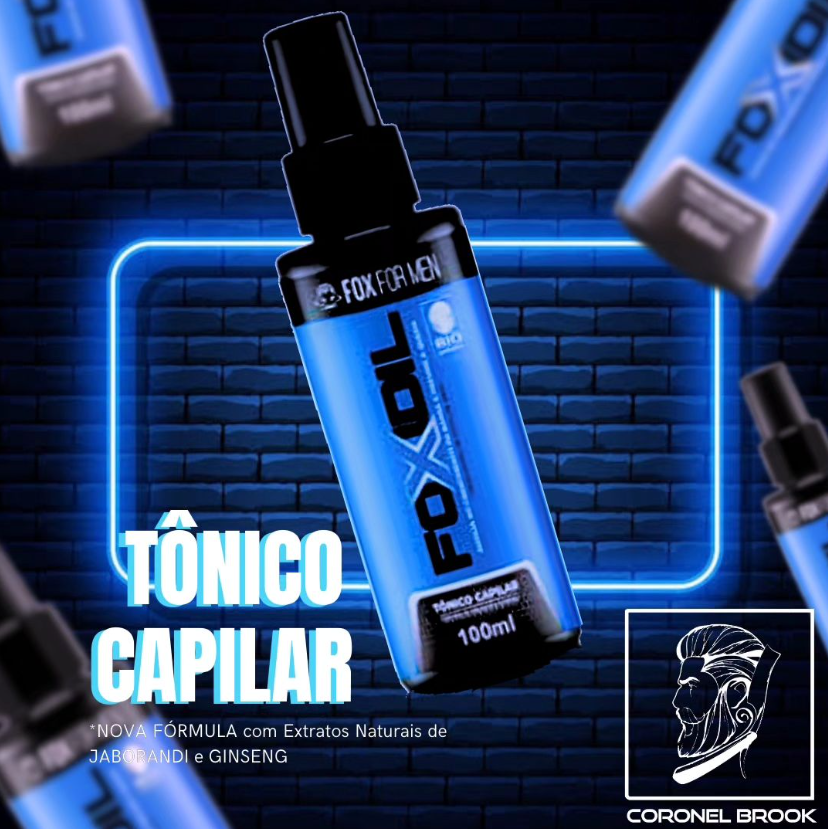 FOX FOR MEN
FOXOIL
BIO
TÔNICO CAPILAR
100ml
TÔNICO
CAPILAR
*NOVA FÓRMULA com Extratos Naturais de
JABORANDI e GINSENG
CORONEL BROOK